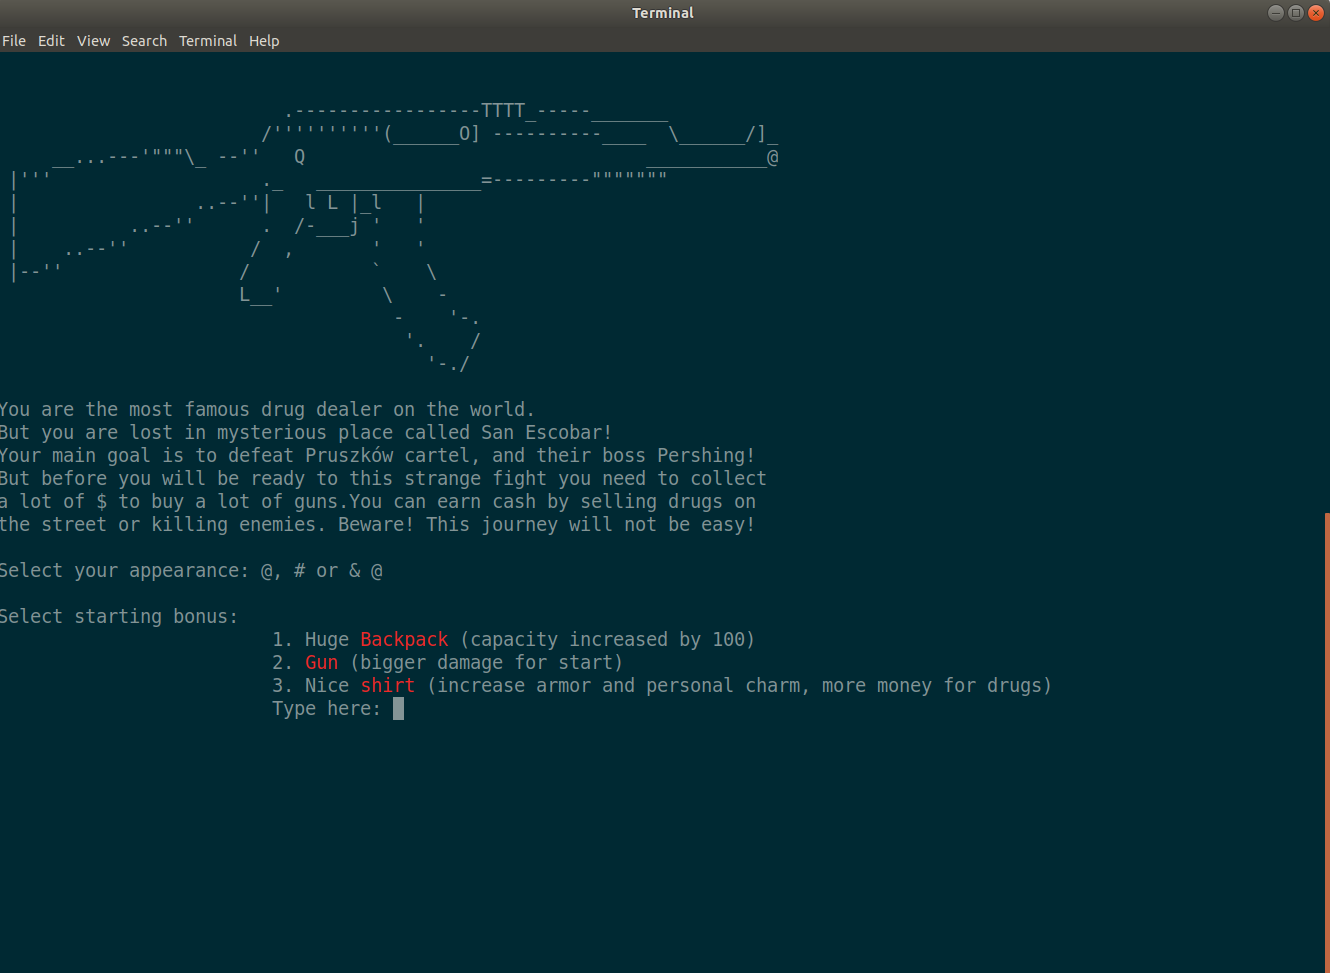 Terminal
File Edit View Search Terminal Help
You are the most famous drug dealer on the world.
But you are lost in mysterious place called San Escobar!
Your main goal is to defeat Pruszków cartel, and their boss Pershing!
But before you will be ready to this strange fight you need to collect
a lot of $ to buy a lot of guns.You can earn cash by selling drugs on
the street or killing enemies. Beware! This journey will not be easy!
Select your appearance: @, # or & @
Select starting bonus:
1. Huge Backpack (capacity increased by 100)
2. Gun (bigger damage for start)
3. Nice shirt (increase armor and personal charm, more money for drugs)
Type here: